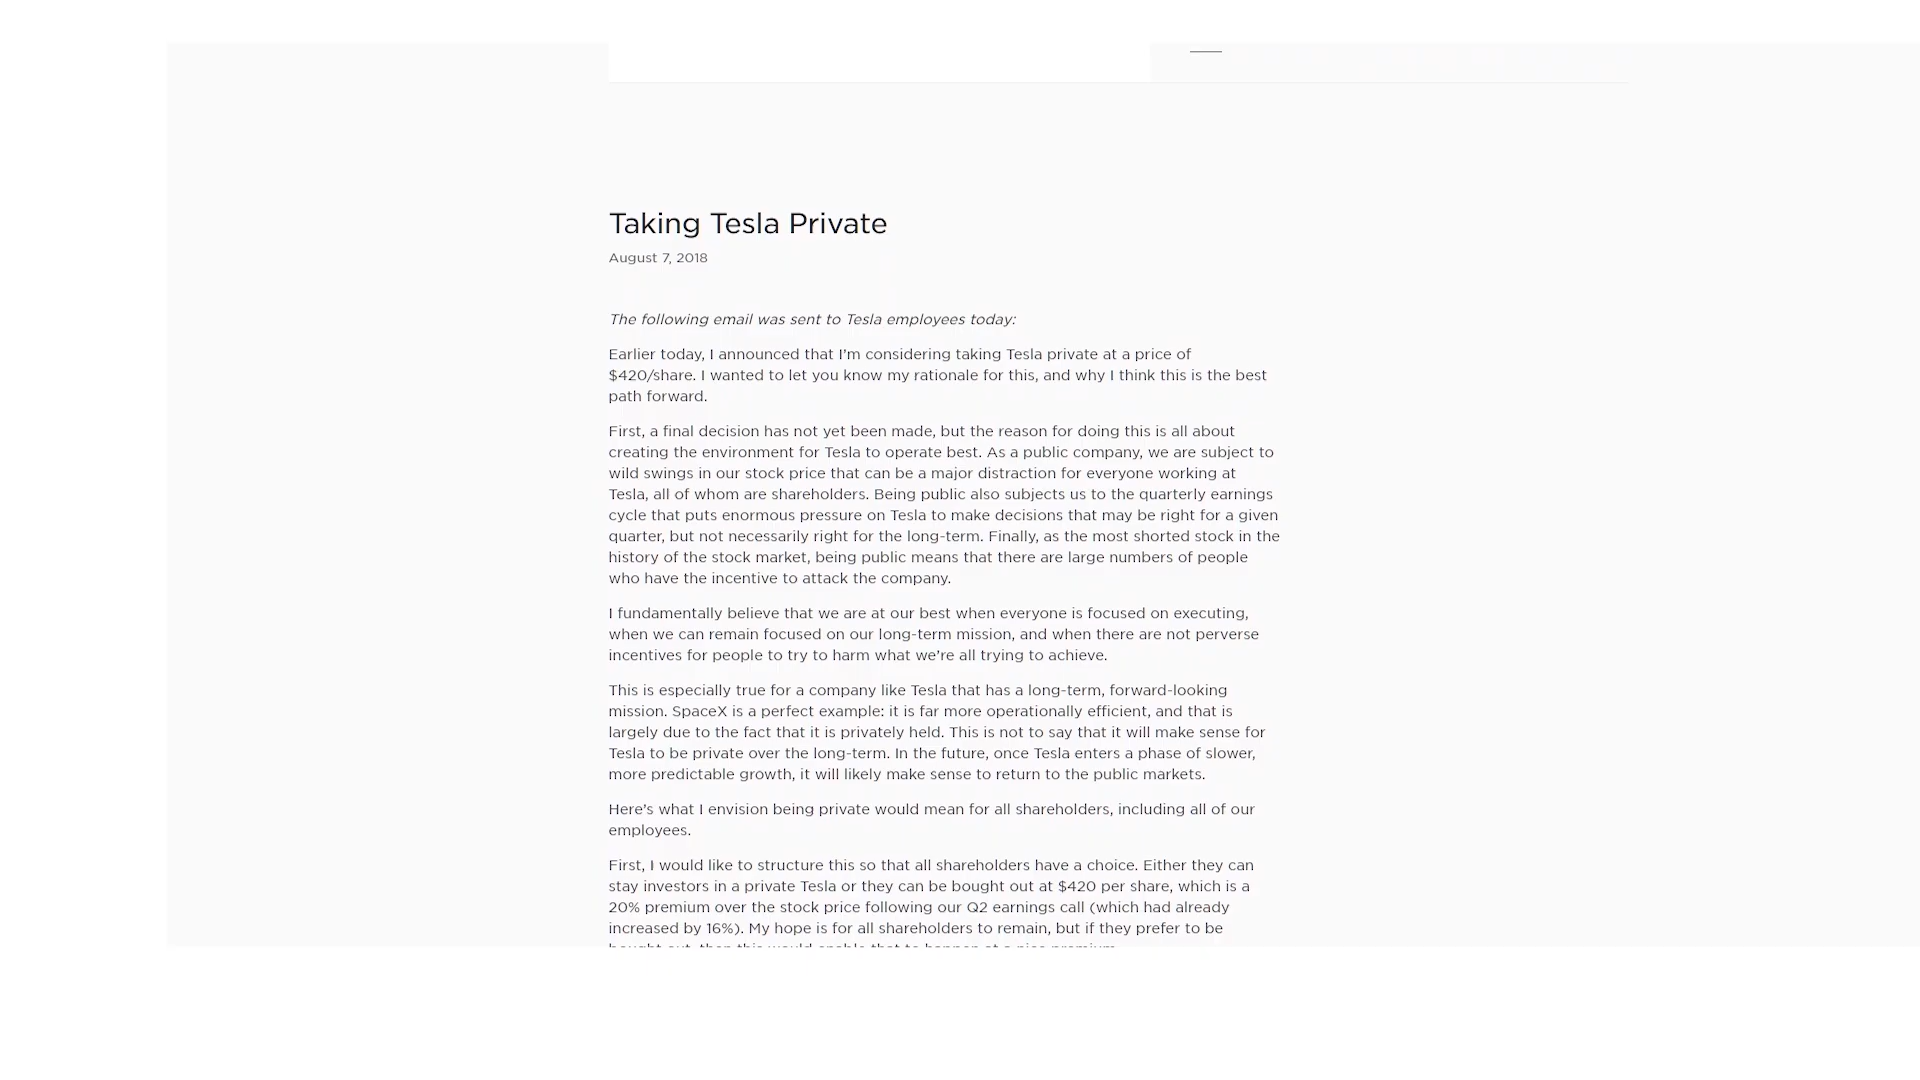 Taking Tesla Private
August 7, 2018
The following email was sent to Tesla employees today:
Earlier today, I announced that I’m considering taking Tesla private at a price of
$420/share. I wanted to let you know my rationale for this, and why I think this is the best
path forward.
First, a final decision has not yet been made, but the reason for doing this is all about
creating the environment for Tesla to operate best. As a public company, we are subject to
wild swings in our stock price that can be a major distraction for everyone working at
Tesla, all of whom are shareholders. Being public also subjects us to the quarterly earnings
cycle that puts enormous pressure on Tesla to make decisions that may be right for a given
quarter, but not necessarily right for the long-term. Finally, as the most shorted stock in the
history of the stock market, being public means that there are large numbers of people
who have the incentive to attack the company.
I fundamentally believe that we are at our best when everyone is focused on executing,
when we can remain focused on our long-term mission, and when there are not perverse
incentives for people to try to harm what we’re all trying to achieve.
This is especially true for a company like Tesla that has a long-term, forward-looking
mission. SpaceX is a perfect example: it is far more operationally efficient, and that is
largely due to the fact that it is privately held. This is not to say that it will make sense for
Tesla to be private over the long-term. In the future, once Tesla enters a phase of slower,
more predictable growth, it will likely make sense to return to the public markets.
Here’s what I envision being private would mean for all shareholders, including all of our
employees.
First, I would like to structure this so that all shareholders have a choice. Either they can
stay investors in a private Tesla or they can be bought out at $420 per share, which is a
20% premium over the stock price following our Q2 earnings call (which had already
increased by 16%). My hope is for all shareholders to remain, but if they prefer to be